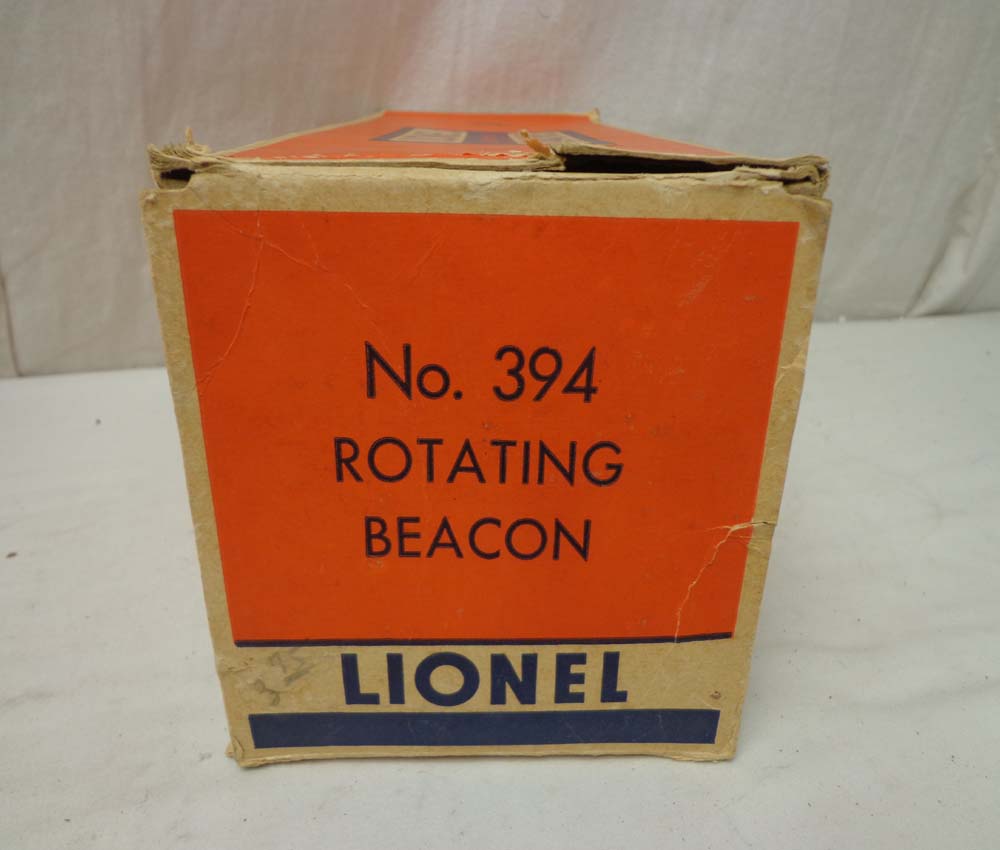 No. 394
ROTATING
BEACON
LIONEL